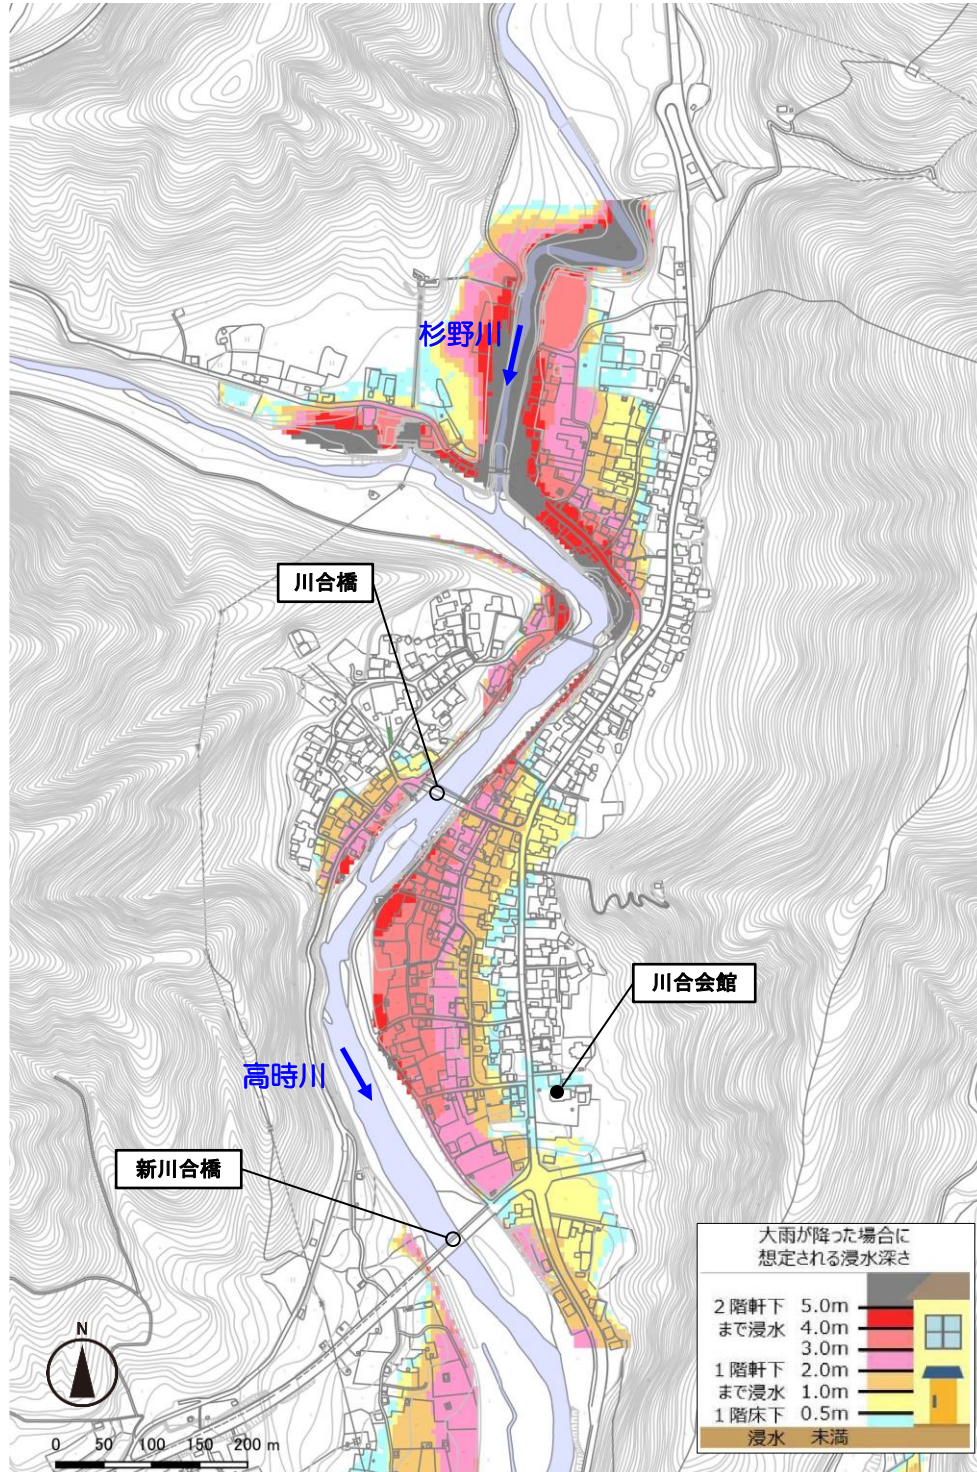 杉野川
川合橋
川合会館
高時川
新川合橋
N
0 50 100 150 200 m
大雨が降った場合に
想定される浸水深さ
2階軒下 5.0m
まで浸水 4.0m
3.0m
1階軒下 2.0m
まで浸水 1.0m
1階床下 0.5m
浸水 未満